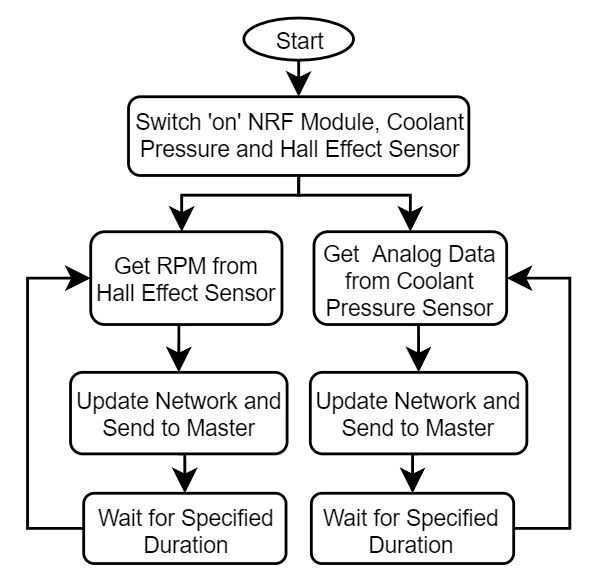 Start
Switch 'on' NRF Module, Coolant
Pressure and Hall Effect Sensor
Get RPM from
Hall Effect Sensor
Get Analog Data
from Coolant
Pressure Sensor
Update Network and
Send to Master
Update Network and
Send to Master
Wait for Specified
Duration
Wait for Specified
Duration